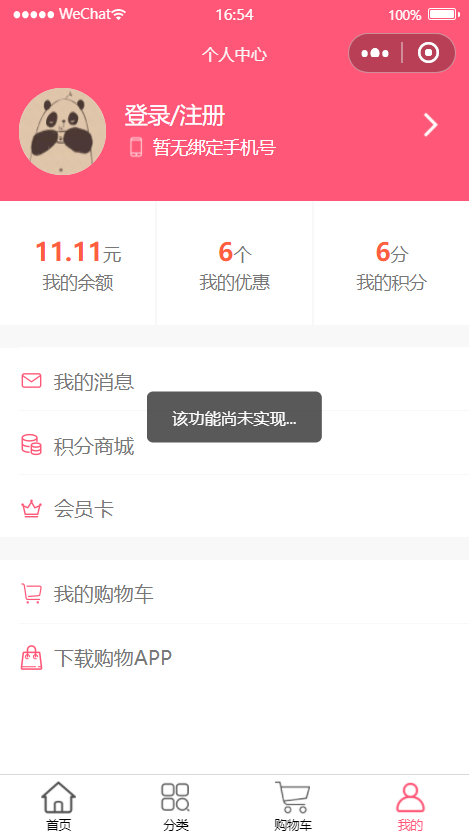 WeChat
16:54
100%
个人中心
登录/注册
暂无绑定手机号
11.11元
6个
6分
我的余额
我的优惠
我的积分
我的消息
该功能尚未实现...
积分商城
会员卡
我的购物车
下载购物APP
首页
分类
购物车
我的